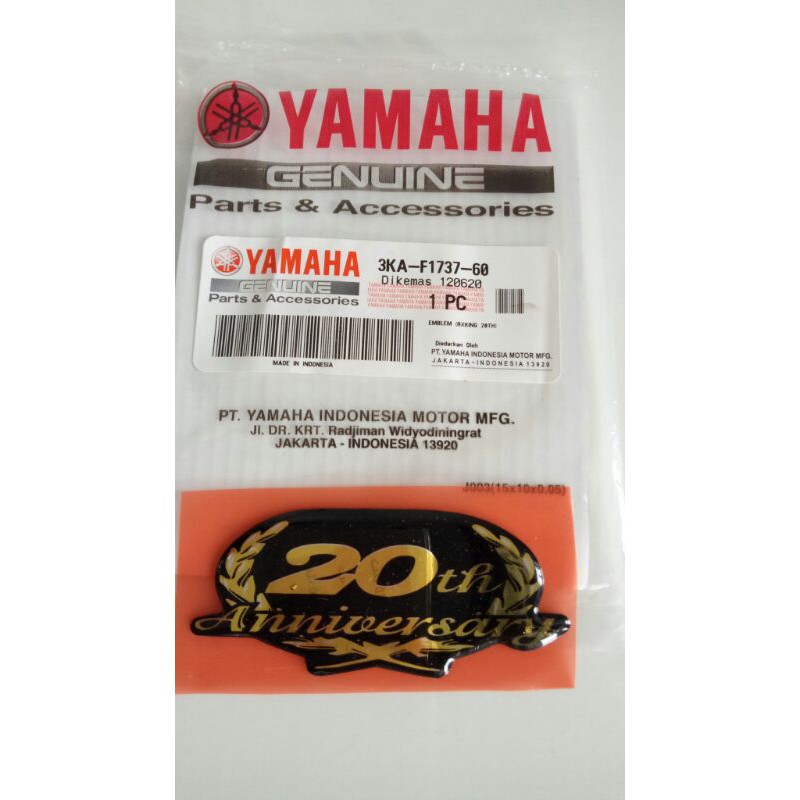 YAMAHA
GENUINE
Parts & Accessories
YAMAHA
GENUINE
Parts & Accessories
3KA-F1737-60
Dikemas 120620
1 PC
EMBLEM (RXKING 20TH)
MADE IN INDONESIA
Diedarkan Oleh
PT. YAMAHA INDONESIA MOTOR MFG.
JAKARTA-INDONESIA 13920
PT. YAMAHA INDONESIA MOTOR MFG.
Jl. DR. KRT. Radjiman Widyodiningrat
JAKARTA - INDONESIA 13920
J003(15x10x0.05)
20th
Anniversary